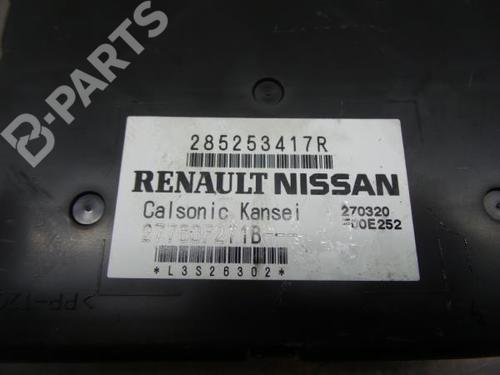 B-PARTS
285253417R
RENAULT NISSAN
Calsonic Kansei 270320
*L3S26302*